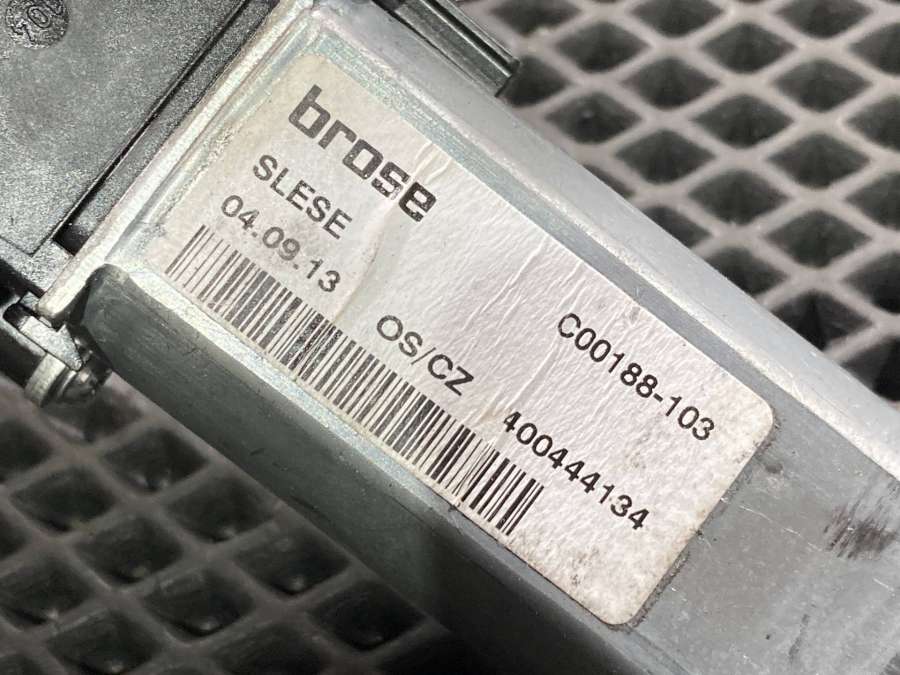 brose
SLESE
C00188-103
04.09.13
OS/CZ
400444134